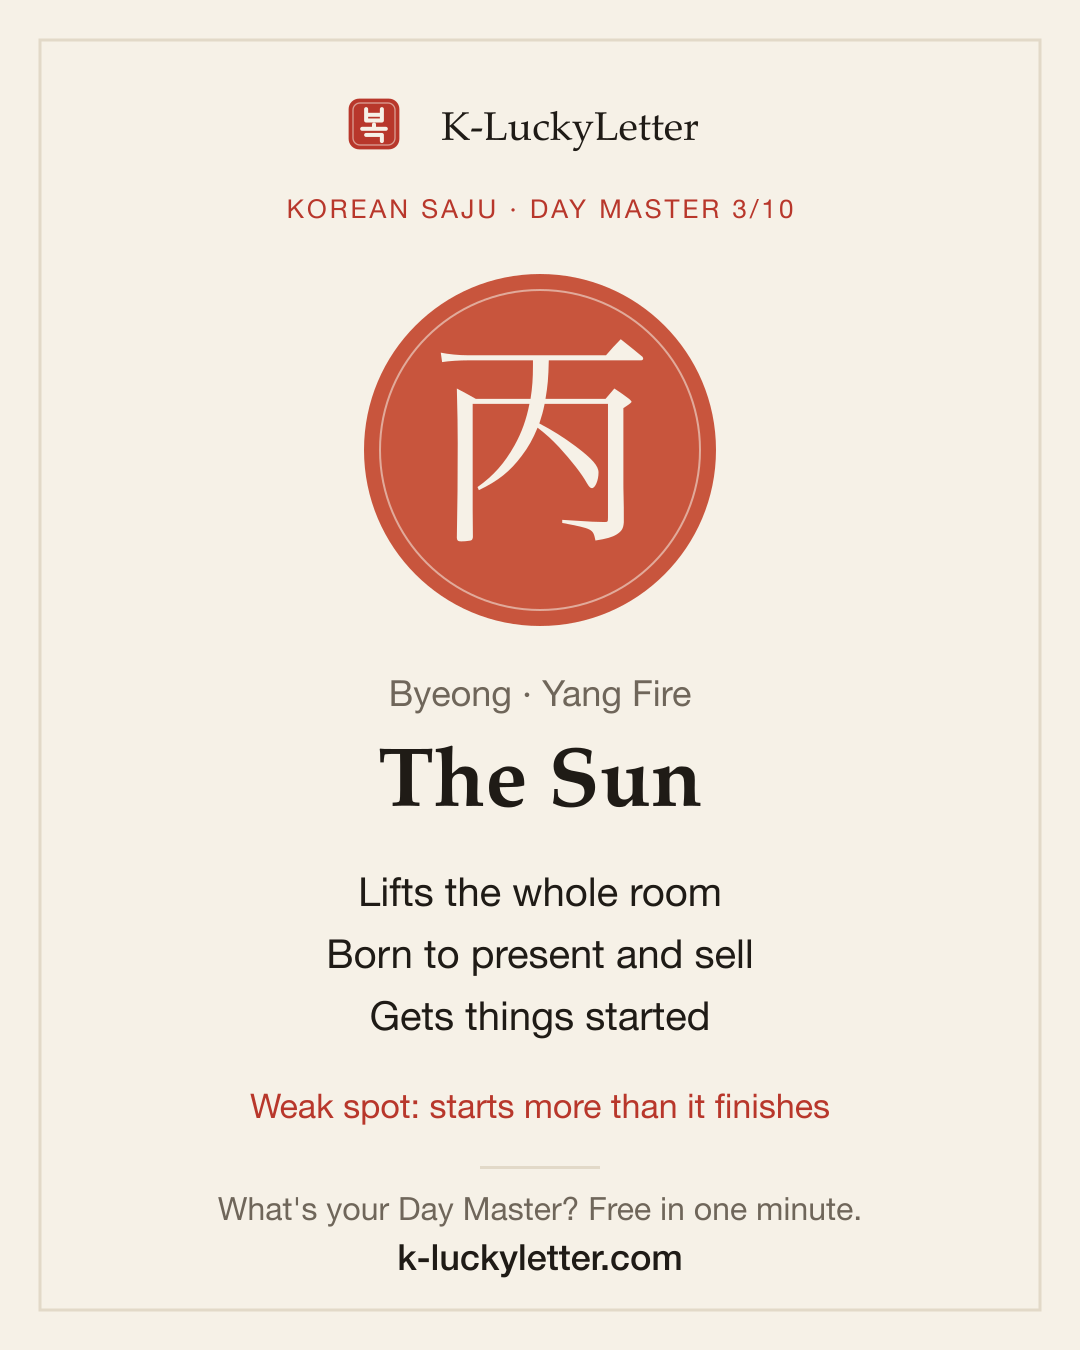 복 K-LuckyLetter
KOREAN SAJU · DAY MASTER 3/10
丙
Byeong · Yang Fire
The Sun
Lifts the whole room
Born to present and sell
Gets things started
Weak spot: starts more than it finishes
What's your Day Master? Free in one minute.
k-luckyletter.com